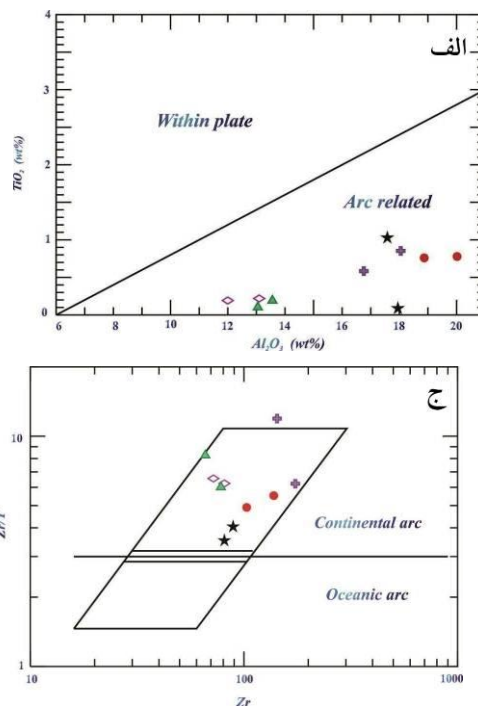 4
الف
3
Within plate
TiO₂ (wt%)
2
Arc related
1
0
6
8
10
12
14
16
18
20
Al₂O₃ (wt%)
ج
10
Continental arc
Oceanic arc
1
10
100
1000
Zr